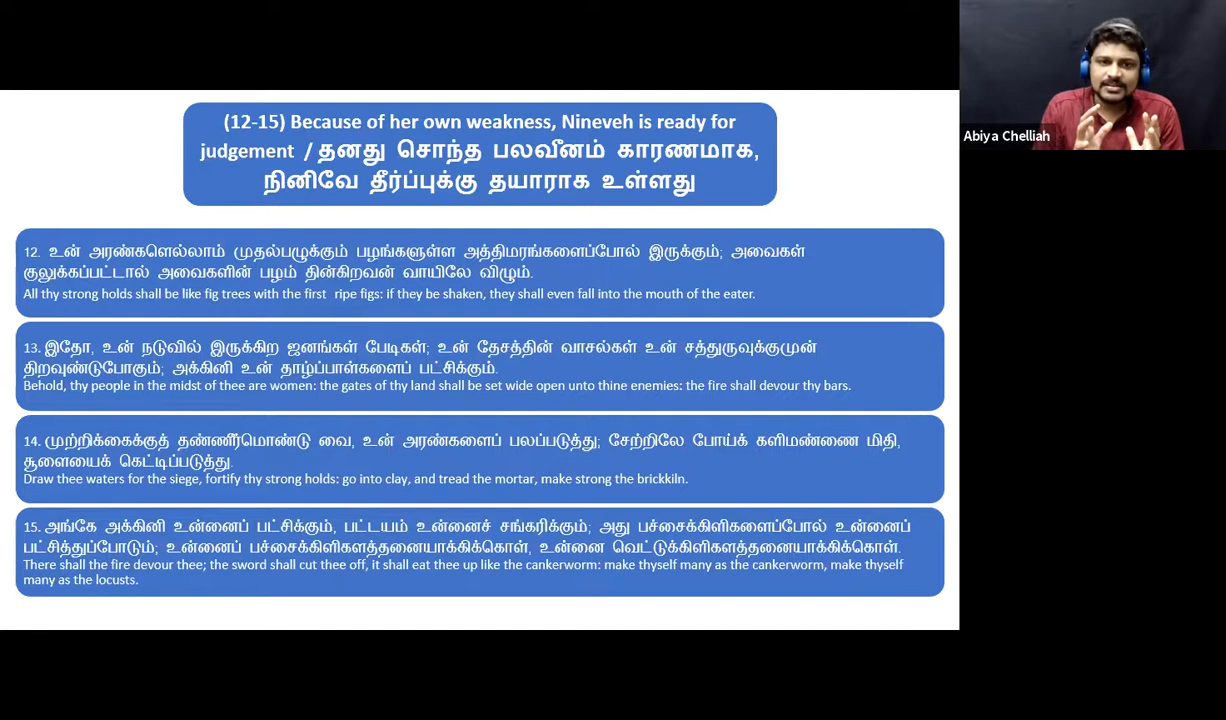 (12-15) Because of her own weakness, Nineveh is ready for
judgement / தனது சொந்த பலவீனம் காரணமாக,
நினிவே தீர்ப்புக்கு தயாராக உள்ளது
Abiya Chelliah
12. உன் அரண்களெல்லாம் முதல்பழுக்கும் பழங்களுள்ள அத்திமரங்களைப்போல் இருக்கும்; அவைகள்
குலுக்கப்பட்டால் அவைகளின் பழம் தின்கிறவன் வாயிலே விழும்.
All thy strong holds shall be like fig trees with the first ripe figs: if they be shaken, they shall even fall into the mouth of the eater.
13. இதோ, உன் நடுவில் இருக்கிற ஜனங்கள் பேடிகள்; உன் தேசத்தின் வாசல்கள் உன் சத்துருவுக்குமுன்
திறவுண்டுபோகும்; அக்கினி உன் தாழ்ப்பாள்களைப் பட்சிக்கும்.
Behold, thy people in the midst of thee are women: the gates of thy land shall be set wide open unto thine enemies: the fire shall devour thy bars.
14. முற்றிக்கைக்குத் தண்ணீர்மொண்டு வை, உன் அரண்களைப் பலப்படுத்து; சேற்றிலே போய்க் களிமண்ணை மிதி,
சூளையைக் கெட்டிப்படுத்து.
Draw thee waters for the siege, fortify thy strong holds: go into clay, and tread the mortar, make strong the brickkiln.
15. அங்கே அக்கினி உன்னைப் பட்சிக்கும், பட்டயம் உன்னைச் சங்கரிக்கும்; அது பச்சைக்கிளிகளைப்போல் உன்னைப்
பட்சித்துப்போடும்; உன்னைப் பச்சைக்கிளிகளத்தனையாக்கிக்கொள், உன்னை வெட்டுக்கிளிகளத்தனையாக்கிக்கொள்.
There shall the fire devour thee; the sword shall cut thee off, it shall eat thee up like the cankerworm: make thyself many as the cankerworm, make thyself
many as the locusts.